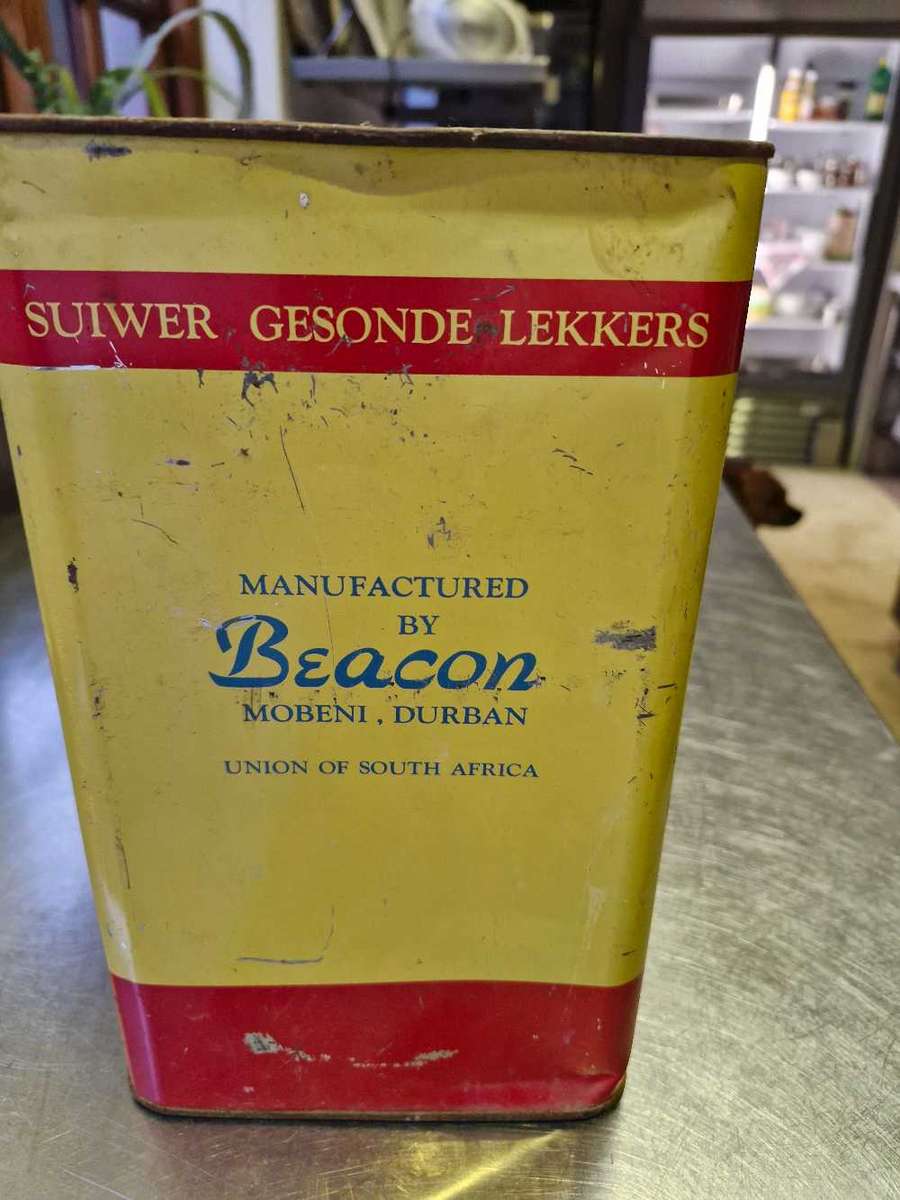 SUIWER GESONDE LEKKERS
MANUFACTURED
BY
Beacon
MOBENI, DURBAN
UNION OF SOUTH AFRICA